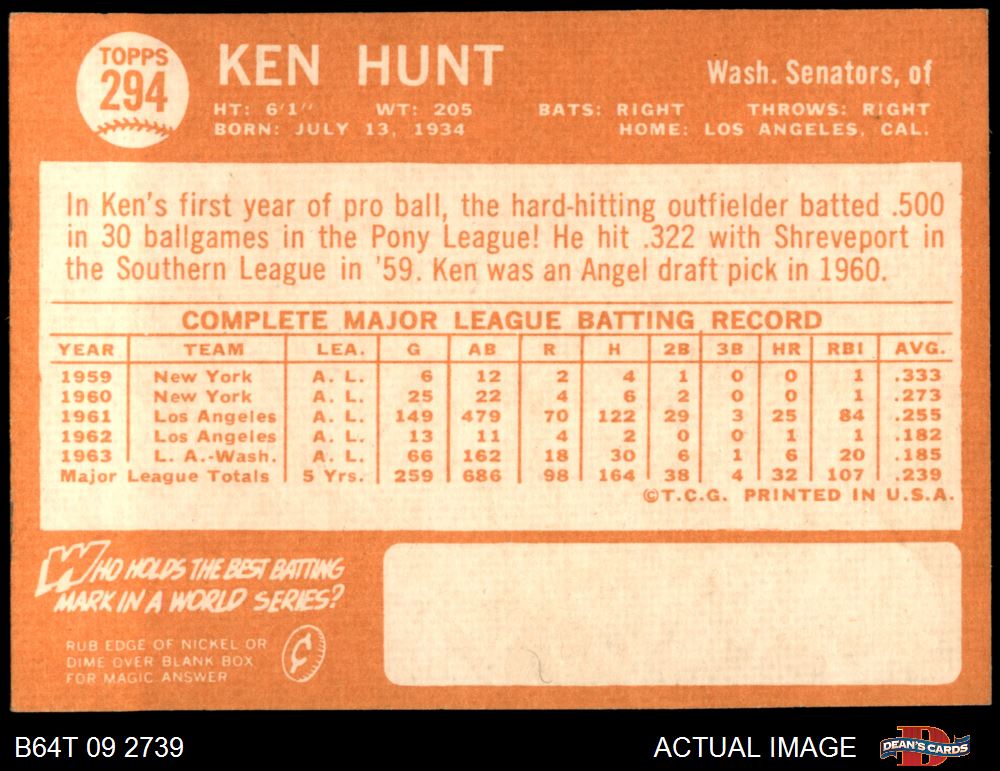 TOPPS
294
KEN HUNT
Wash. Senators, of
HT: 6'1" WT: 205 BATS: RIGHT THROWS: RIGHT
BORN: JULY 13, 1934 HOME: LOS ANGELES, CAL.
In Ken's first year of pro ball, the hard-hitting outfielder batted .500
in 30 ballgames in the Pony League! He hit .322 with Shreveport in
the Southern League in '59. Ken was an Angel draft pick in 1960.
COMPLETE MAJOR LEAGUE BATTING RECORD
YEAR TEAM LEA. G AB R H 2B 3B HR RBI AVG.
1959 New York A. L. 6 12 2 4 1 0 0 1 .333
1960 New York A. L. 25 22 4 6 2 0 0 1 .273
1961 Los Angeles A. L. 149 479 70 122 29 3 25 84 .255
1962 Los Angeles A. L. 13 11 4 2 0 0 1 1 .182
1963 L. A.-Wash. A. L. 66 162 18 30 6 1 6 20 .185
Major League Totals 5 Yrs. 259 686 98 164 38 4 32 107 .239
©T.C.G. PRINTED IN U.S.A.
WHO HOLDS THE BEST BATTING
MARK IN A WORLD SERIES?
RUB EDGE OF NICKEL OR
DIME OVER BLANK BOX
FOR MAGIC ANSWER
¢
B64T 09 2739
ACTUAL IMAGE
D
DEAN'S CARDS